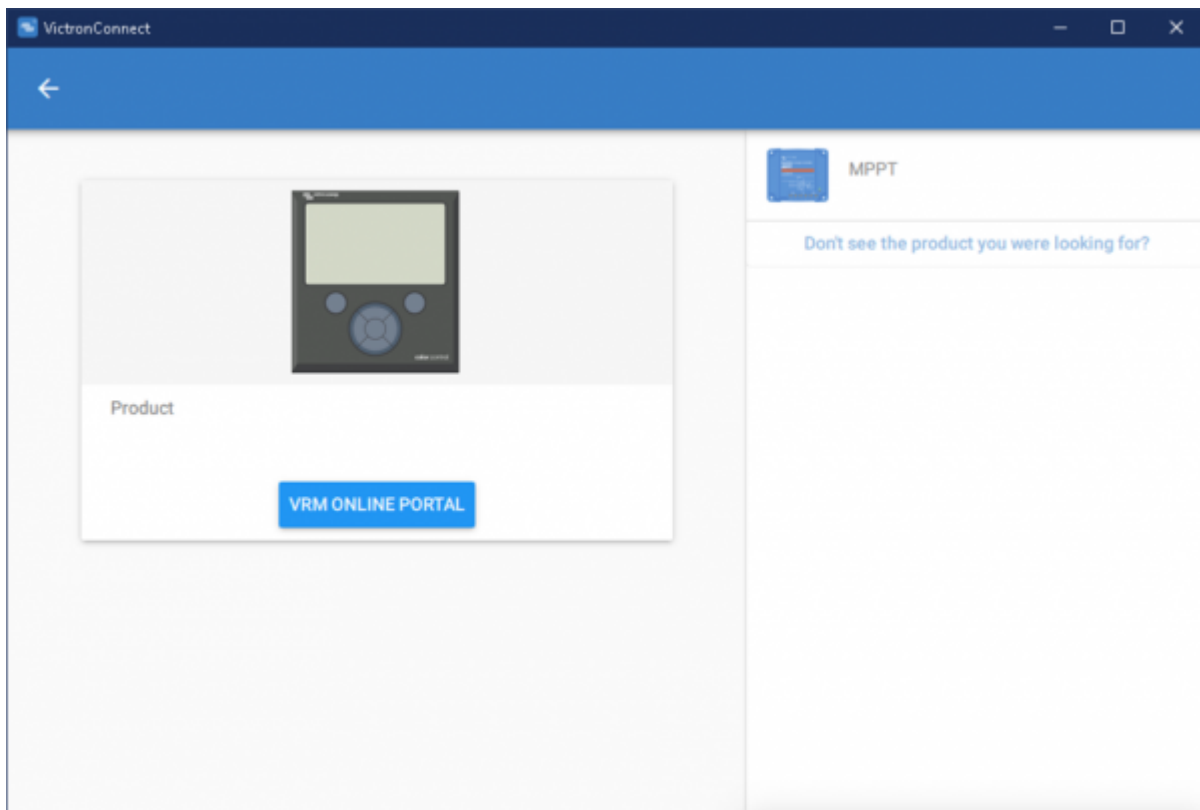 VictronConnect
MPPT
Don't see the product you were looking for?
Product
VRM ONLINE PORTAL